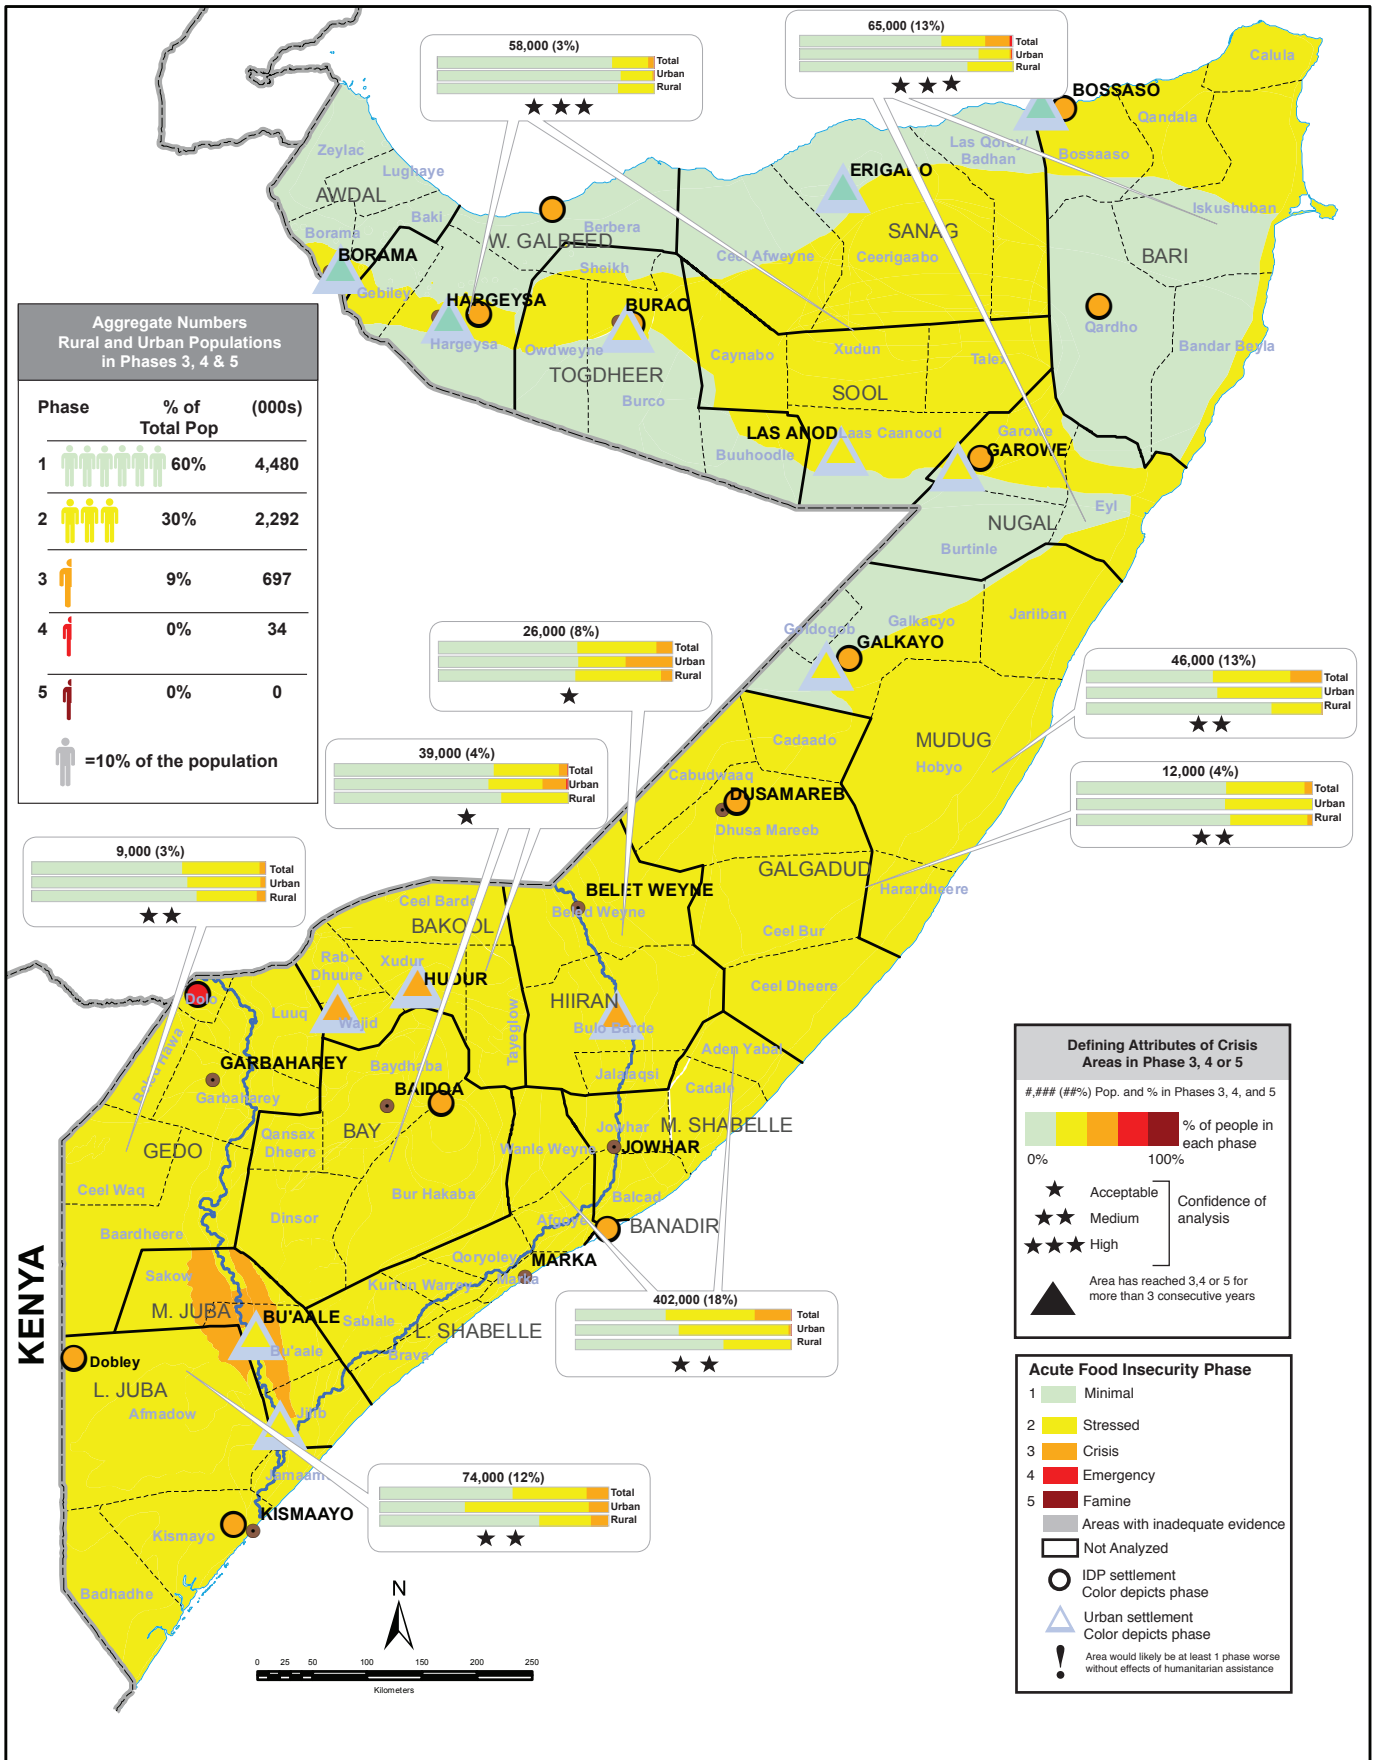 58,000 (3%)
Total
Urban
Rural
65,000 (13%)
Total
Urban
Rural
Calula
BOSSASO
Qandala
Las Qoray/
Badhan
Bossaaso
Zeylac
Lughaye
AWDAL
Baki
Borama
BORAMA
Gebiley
W. GALBEED
Berbera
Sheikh
ERIGABO
SANAG
Ceel Afweyne
Ceerigaabo
Iskushuban
BARI
Qardho
Bandar Beyla
HARGEYSA
Hargeysa
BURAO
Owdweyne
TOGDHEER
Burco
Caynabo
Xudun
Talex
SOOL
LAS ANOD
Laas Caanood
Buuhoodle
Garowe
GAROWE
NUGAL
Eyl
Burtinle
Aggregate Numbers
Rural and Urban Populations
in Phases 3, 4 & 5
Phase
% of
Total Pop
(000s)
1 60% 4,480
2 30% 2,292
3 9% 697
4 0% 34
5 0% 0
=10% of the population
Galkacyo
Jariiban
Goldogob
GALKAYO
26,000 (8%)
Total
Urban
Rural
46,000 (13%)
Total
Urban
Rural
39,000 (4%)
Total
Urban
Rural
12,000 (4%)
Total
Urban
Rural
9,000 (3%)
Total
Urban
Rural
Cadaado
MUDUG
Hobyo
Cabudwaaq
DUSAMAREB
Dhusa Mareeb
GALGADUD
Harardheere
BELET WEYNE
Beled Weyne
Ceel Bur
Ceel Dheere
Ceel Barde
BAKOOL
Rab-
Dhuure
Xudur
HUDUR
Luuq
Wajid
Tayeglow
HIIRAN
Bulo Barde
Aden Yabal
Jalalaqsi
Cadale
Dolo
Beled Hawa
GARBAHAREY
Garbaharey
Baydhaba
BAIDOA
BAY
Qansax
Dheere
GEDO
Wanle Weyne
Jowhar
M. SHABELLE
JOWHAR
Ceel Waq
Bur Hakaba
Balcad
Dinsor
Baardheere
Afgoye
BANADIR
Qoryoley
MARKA
Marka
Sakow
Kurtun Warrey
M. JUBA
BU'AALE
Bu'aale
Sablale
L. SHABELLE
Brava
402,000 (18%)
Total
Urban
Rural
KENYA
Dobley
L. JUBA
Afmadow
Jilib
Jamaame
74,000 (12%)
Total
Urban
Rural
KISMAAYO
Kismayo
Badhadhe
N
0 25 50 100 150 200 250
Kilometers
Defining Attributes of Crisis
Areas in Phase 3, 4 or 5
#,### (##%) Pop. and % in Phases 3, 4, and 5
% of people in
each phase
0% 100%
Acceptable
Medium
High
Confidence of
analysis
Area has reached 3,4 or 5 for
more than 3 consecutive years
Acute Food Insecurity Phase
1 Minimal
2 Stressed
3 Crisis
4 Emergency
5 Famine
Areas with inadequate evidence
Not Analyzed
IDP settlement
Color depicts phase
Urban settlement
Color depicts phase
! Area would likely be at least 1 phase worse
without effects of humanitarian assistance